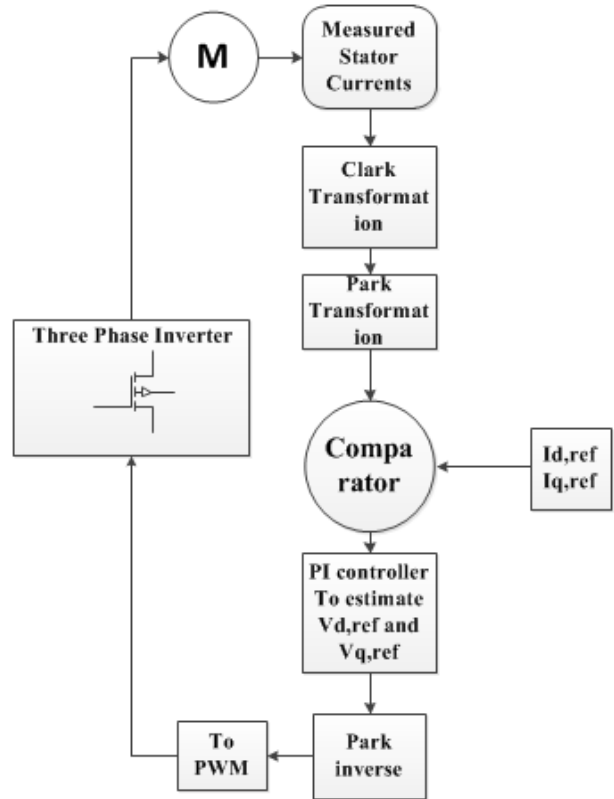 M
Measured
Stator
Currents
Clark
Transformat
ion
Park
Transformat
ion
Three Phase Inverter
Compa
rator
Id,ref
Iq,ref
PI controller
To estimate
Vd,ref and
Vq,ref
To
PWM
Park
inverse